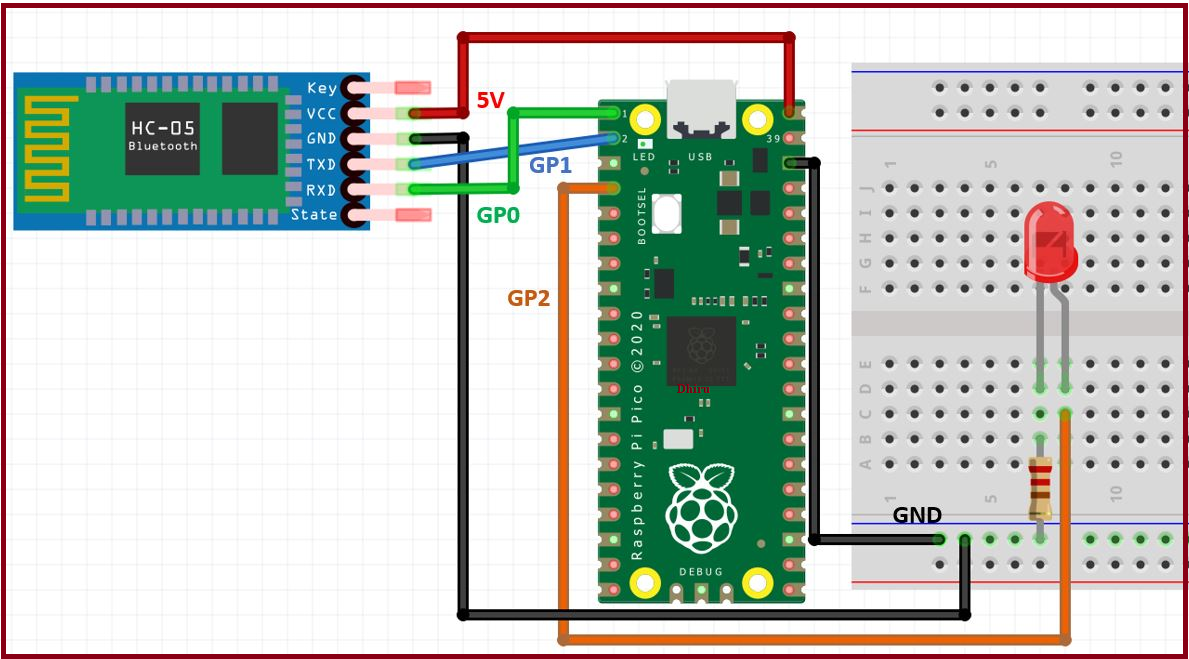 Key
VCC
GND
TXD
RXD
State
HC-05
Bluetooth
5V
GP1
GP0
GP2
1
2
39
LED
USB
BOOTSEL
Raspberry Pi Pico ©2020
Dhiru
DEBUG
GND
1
5
10
J
I
H
G
F
E
D
C
B
A
1
5
10